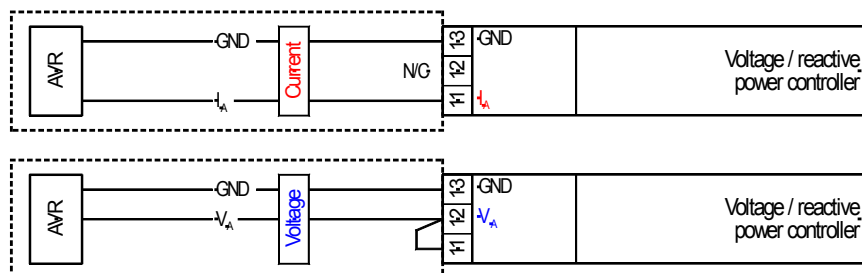 AVR
GND
I_A
Current
N/C
13
12
11
GND
I_A
Voltage / reactive
power controller
AVR
GND
V_A
Voltage
13
12
11
GND
V_A
Voltage / reactive
power controller